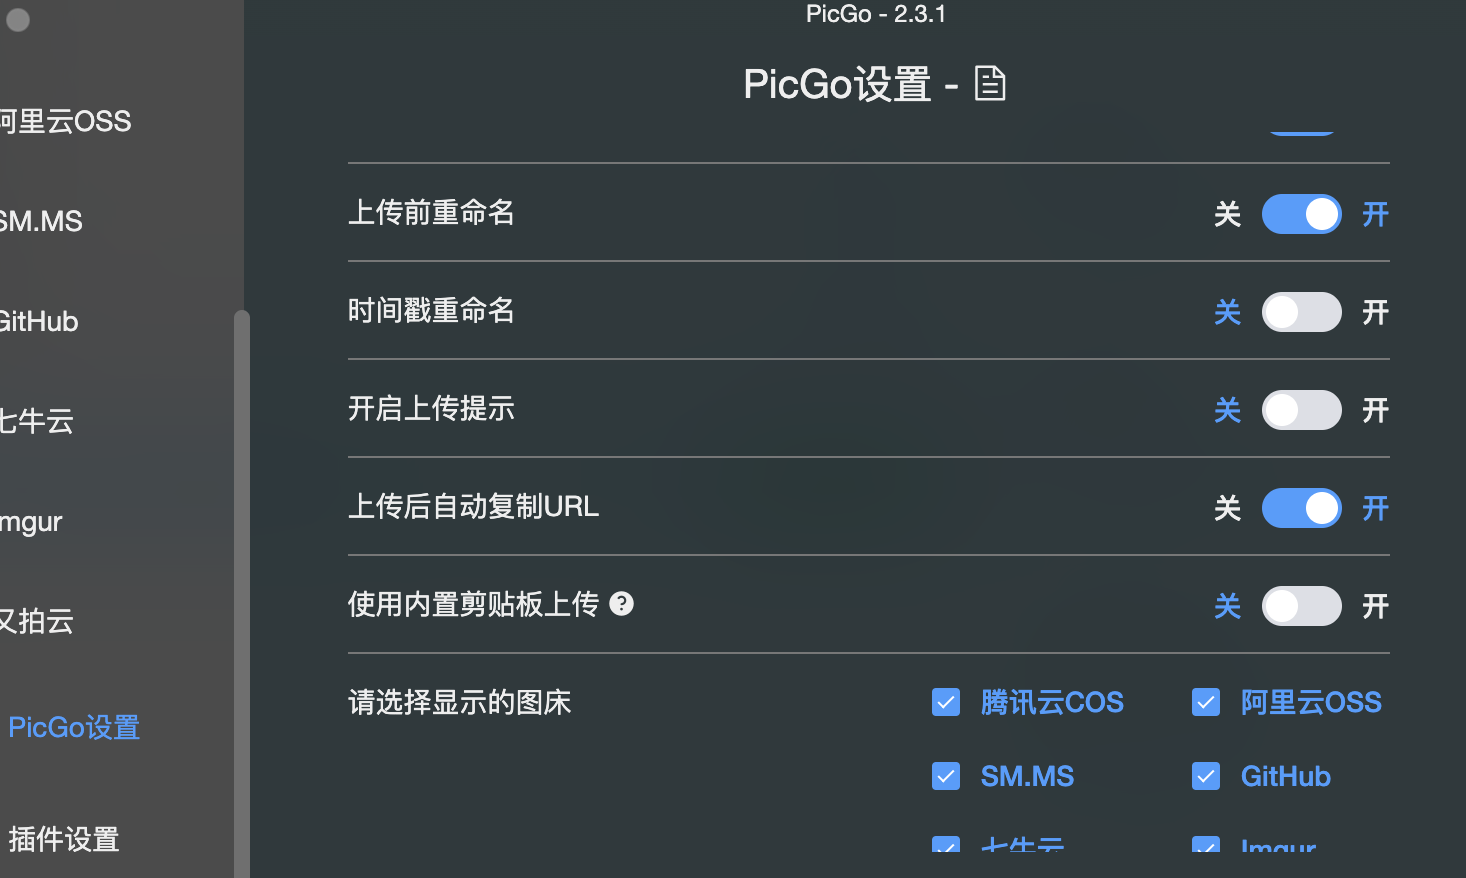 PicGo - 2.3.1
PicGo设置 -
阿里云OSS
SM.MS
GitHub
七牛云
Imgur
又拍云
PicGo设置
插件设置
上传前重命名 关 开
时间戳重命名 关 开
开启上传提示 关 开
上传后自动复制URL 关 开
使用内置剪贴板上传 ? 关 开
请选择显示的图床 腾讯云COS 阿里云OSS
SM.MS GitHub
七牛云 Imgur